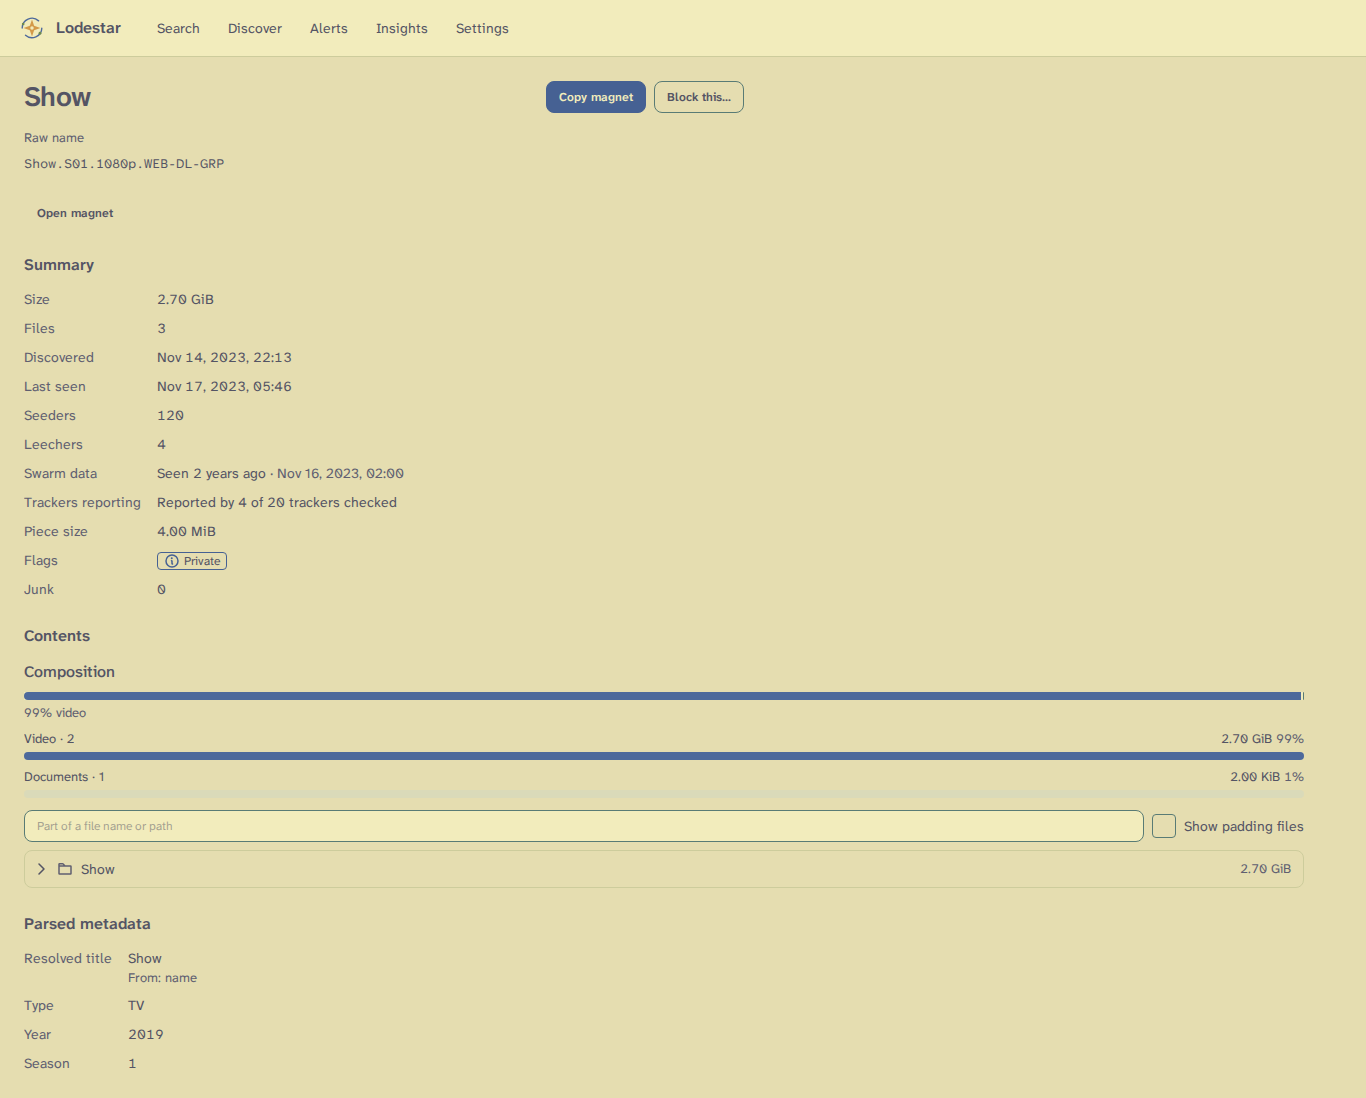 Lodestar Search Discover Alerts Insights Settings
Show Copy magnet Block this...
Raw name
Show.S01.1080p.WEB-DL-GRP
Open magnet
Summary
Size 2.70 GiB
Files 3
Discovered Nov 14, 2023, 22:13
Last seen Nov 17, 2023, 05:46
Seeders 120
Leechers 4
Swarm data Seen 2 years ago · Nov 16, 2023, 02:00
Trackers reporting Reported by 4 of 20 trackers checked
Piece size 4.00 MiB
Flags Private
Junk 0
Contents
Composition
99% video
Video · 2 2.70 GiB 99%
Documents · 1 2.00 KiB 1%
Part of a file name or path Show padding files
Show 2.70 GiB
Parsed metadata
Resolved title Show
From: name
Type TV
Year 2019
Season 1